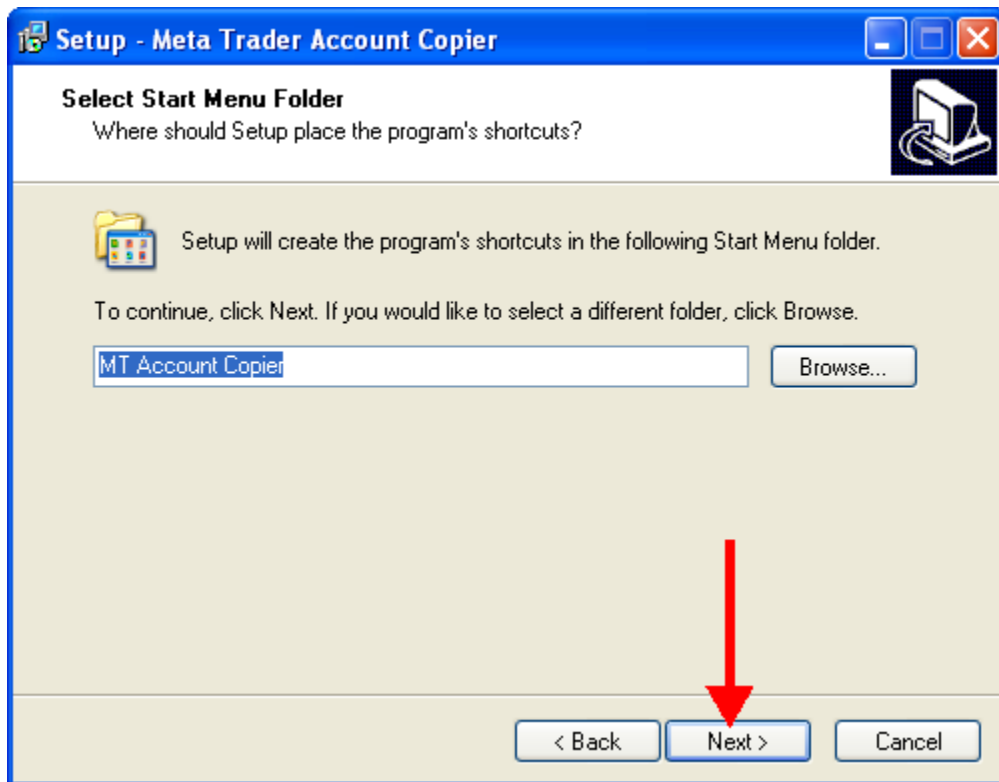 Setup - Meta Trader Account Copier
Select Start Menu Folder
Where should Setup place the program's shortcuts?
Setup will create the program's shortcuts in the following Start Menu folder.
To continue, click Next. If you would like to select a different folder, click Browse.
MT Account Copier
Browse...
< Back
Next >
Cancel